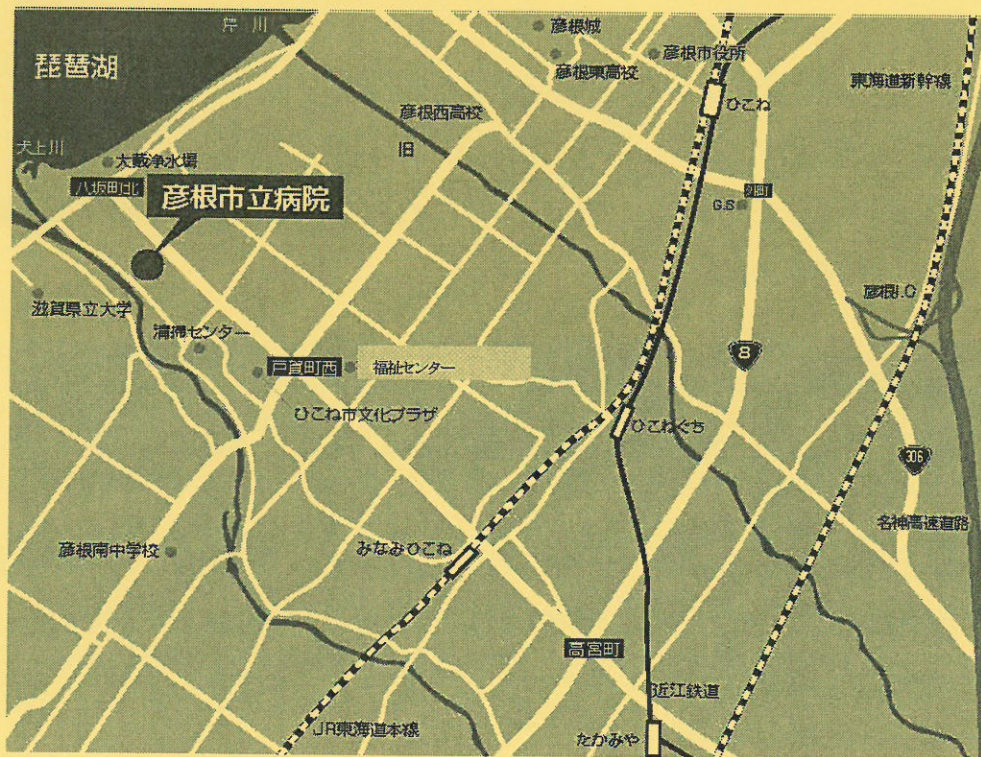 芹川
彦根城
琵琶湖
彦根市役所
彦根東高校
東海道新幹線
ひこね
彦根西高校
旧
犬上川
大藪浄水場
八坂町北
彦根市立病院
外町
G.S
彦根I.C
滋賀県立大学
清掃センター
8
戸賀町西
福祉センター
ひこね市文化プラザ
ひこねぐち
306
名神高速道路
彦根南中学校
みなみひこね
高宮町
近江鉄道
JR東海道本線
たかみや